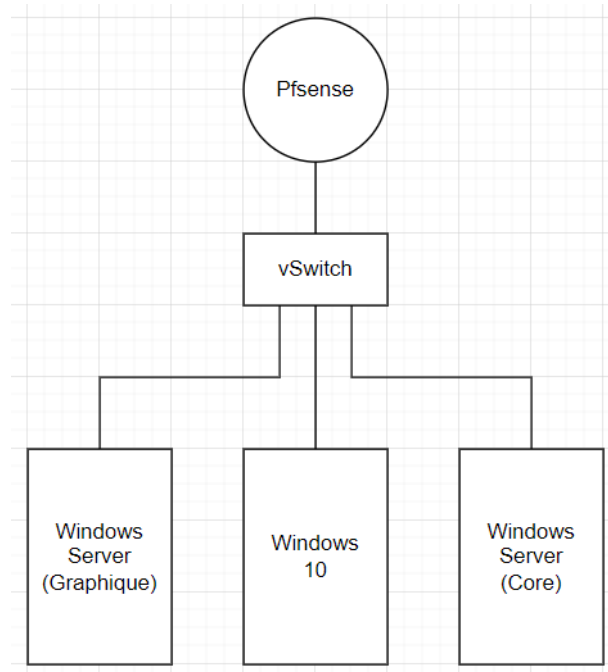 Pfsense
vSwitch
Windows
Server
(Graphique)
Windows
10
Windows
Server
(Core)